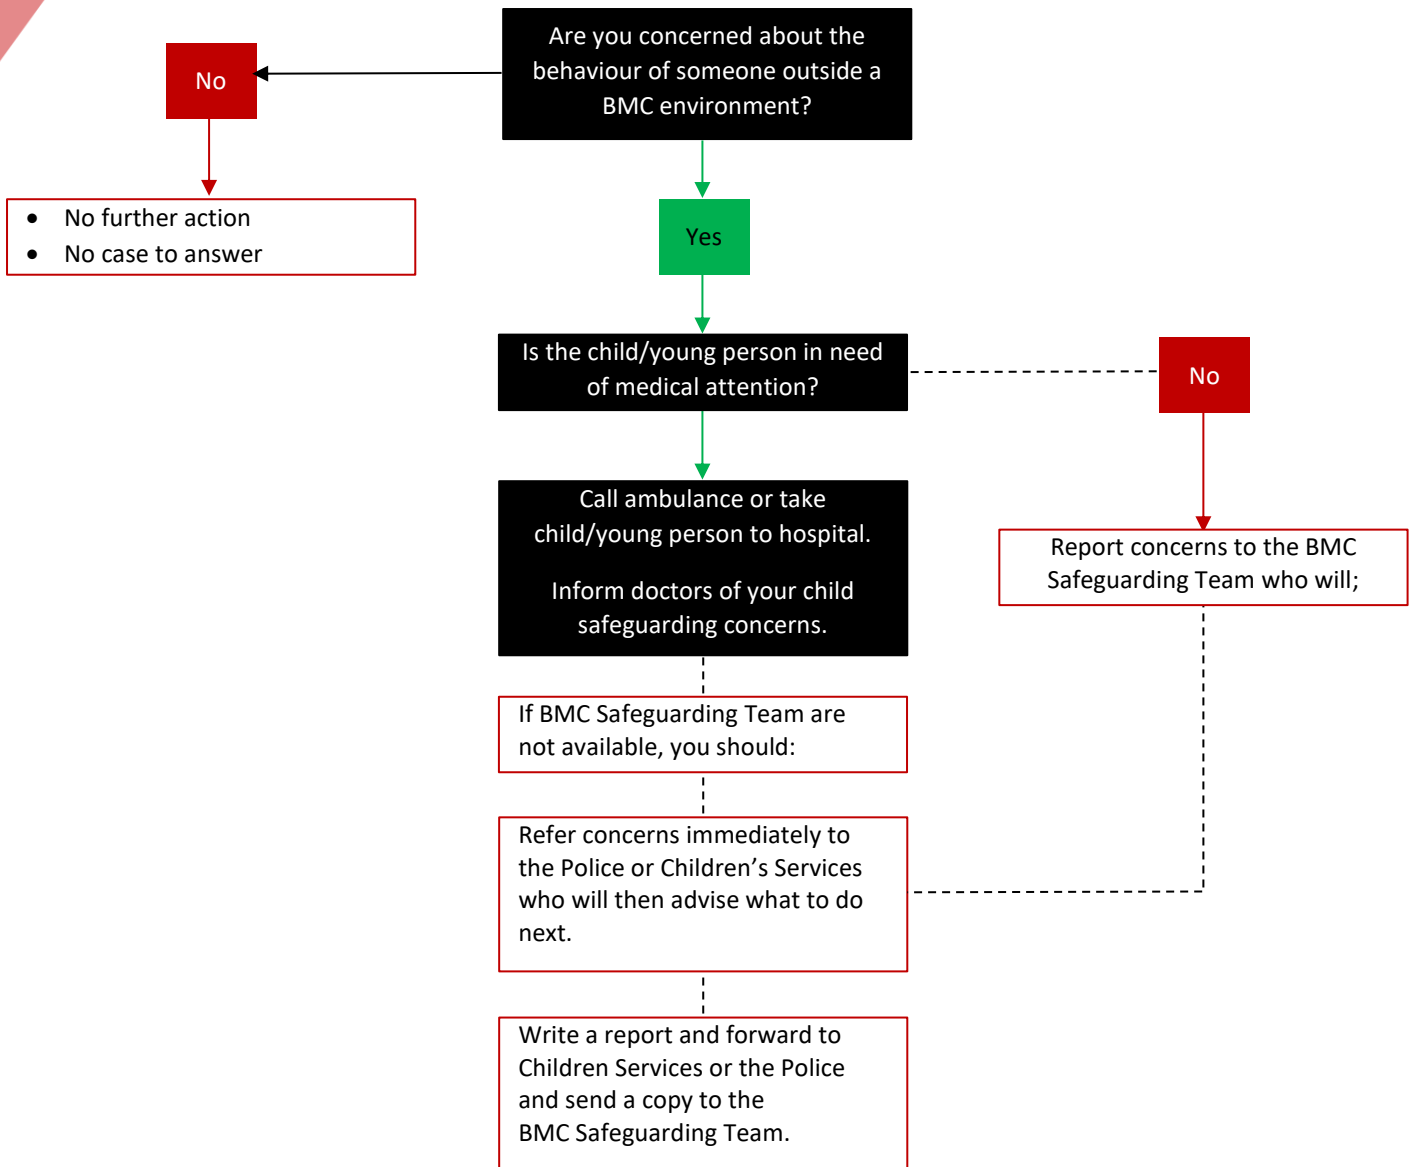 Are you concerned about the
behaviour of someone outside a
BMC environment?
No
• No further action
• No case to answer
Yes
Is the child/young person in need
of medical attention?
No
Call ambulance or take
child/young person to hospital.
Inform doctors of your child
safeguarding concerns.
Report concerns to the BMC
Safeguarding Team who will;
If BMC Safeguarding Team are
not available, you should:
Refer concerns immediately to
the Police or Children’s Services
who will then advise what to do
next.
Write a report and forward to
Children Services or the Police
and send a copy to the
BMC Safeguarding Team.